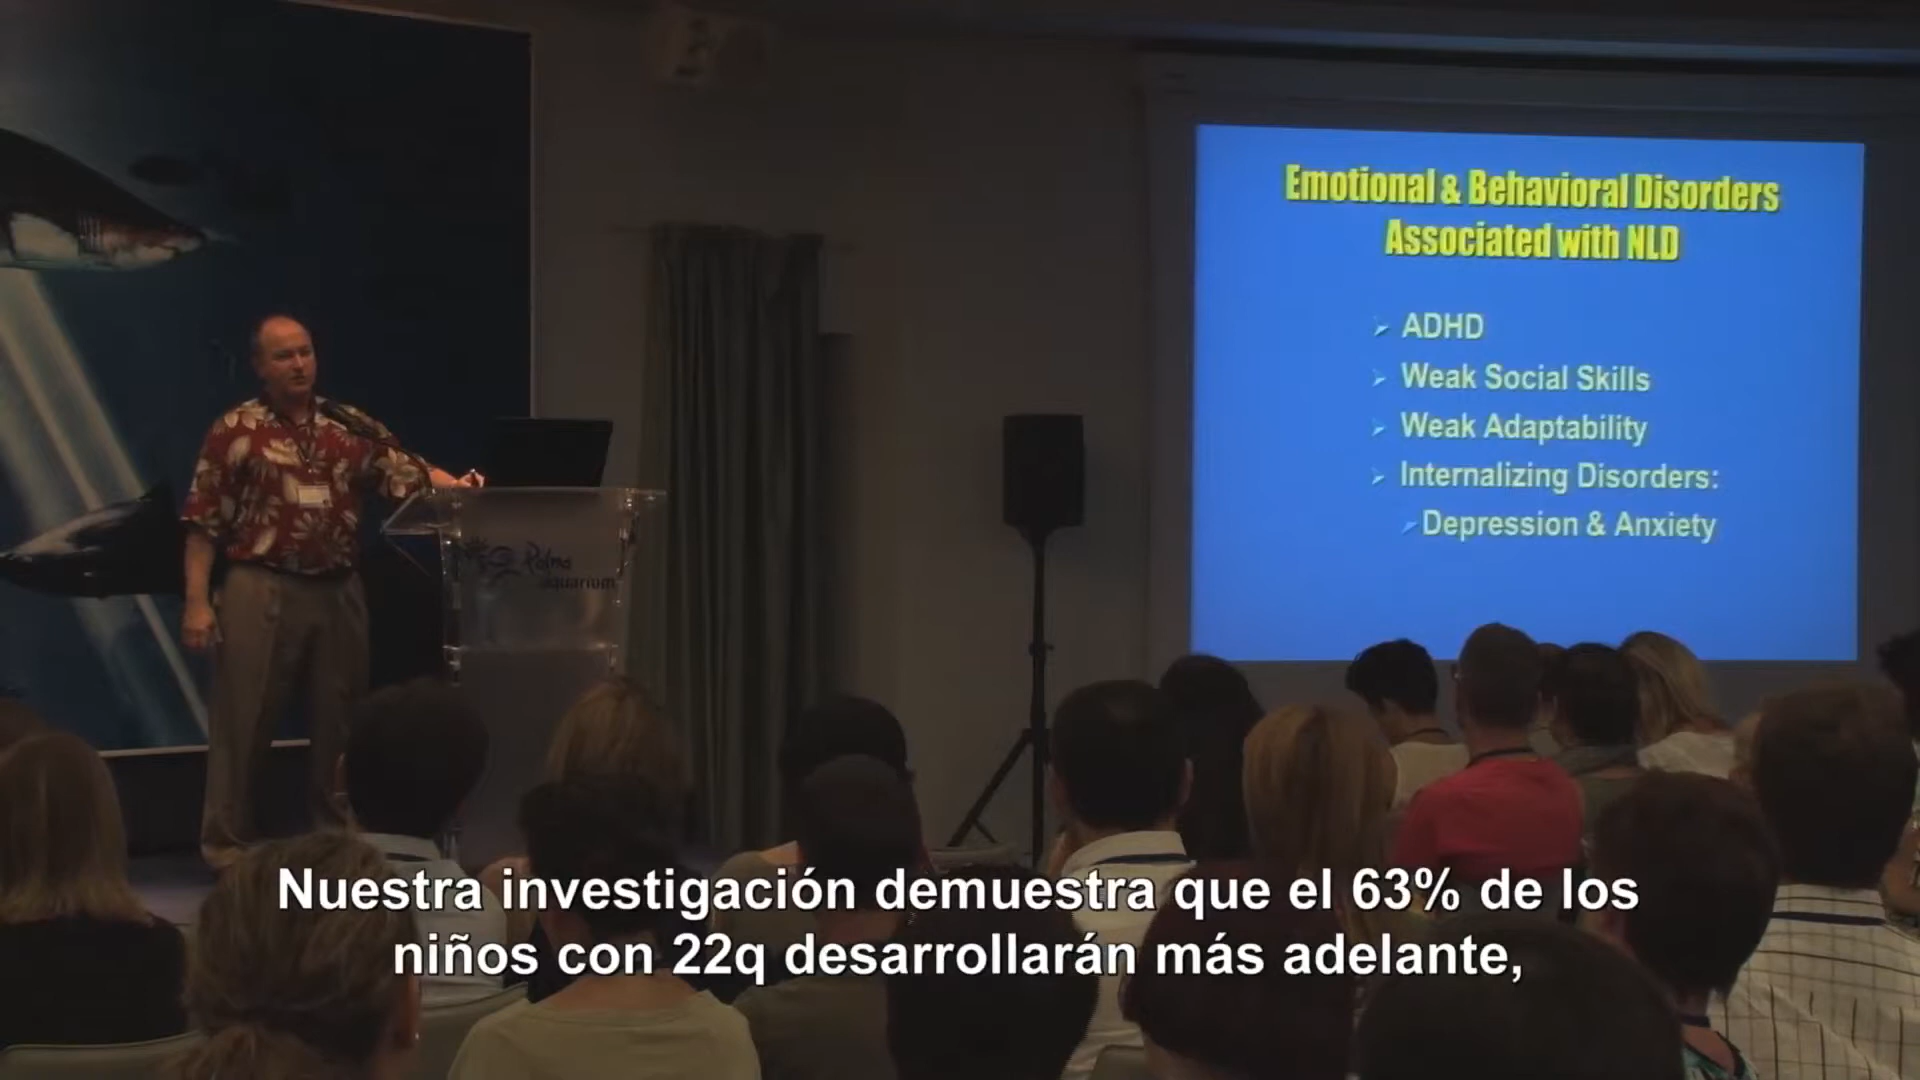 Emotional & Behavioral Disorders
Associated with NLD
ADHD
Weak Social Skills
Weak Adaptability
Internalizing Disorders:
Depression & Anxiety
Palma
aquarium
Nuestra investigación demuestra que el 63% de los
niños con 22q desarrollarán más adelante,